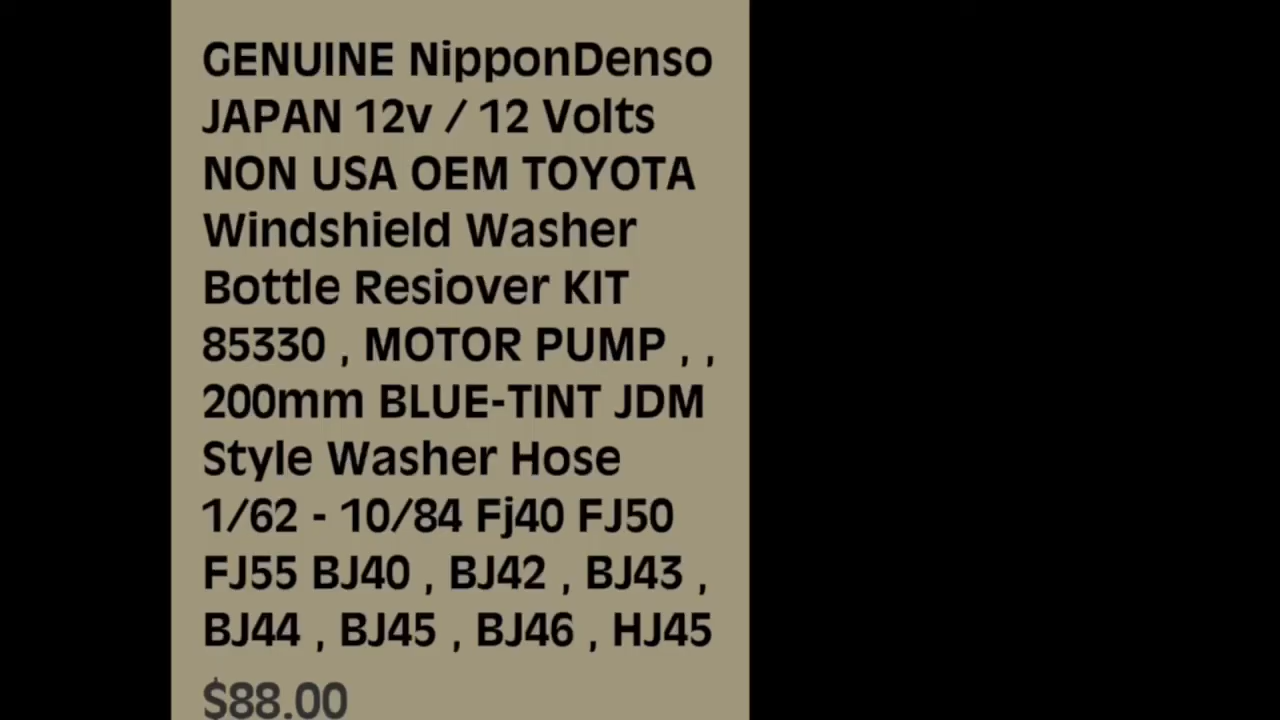 GENUINE NipponDenso
JAPAN 12v / 12 Volts
NON USA OEM TOYOTA
Windshield Washer
Bottle Resiover KIT
85330 , MOTOR PUMP , ,
200mm BLUE-TINT JDM
Style Washer Hose
1/62 - 10/84 Fj40 FJ50
FJ55 BJ40 , BJ42 , BJ43 ,
BJ44 , BJ45 , BJ46 , HJ45
$88.00